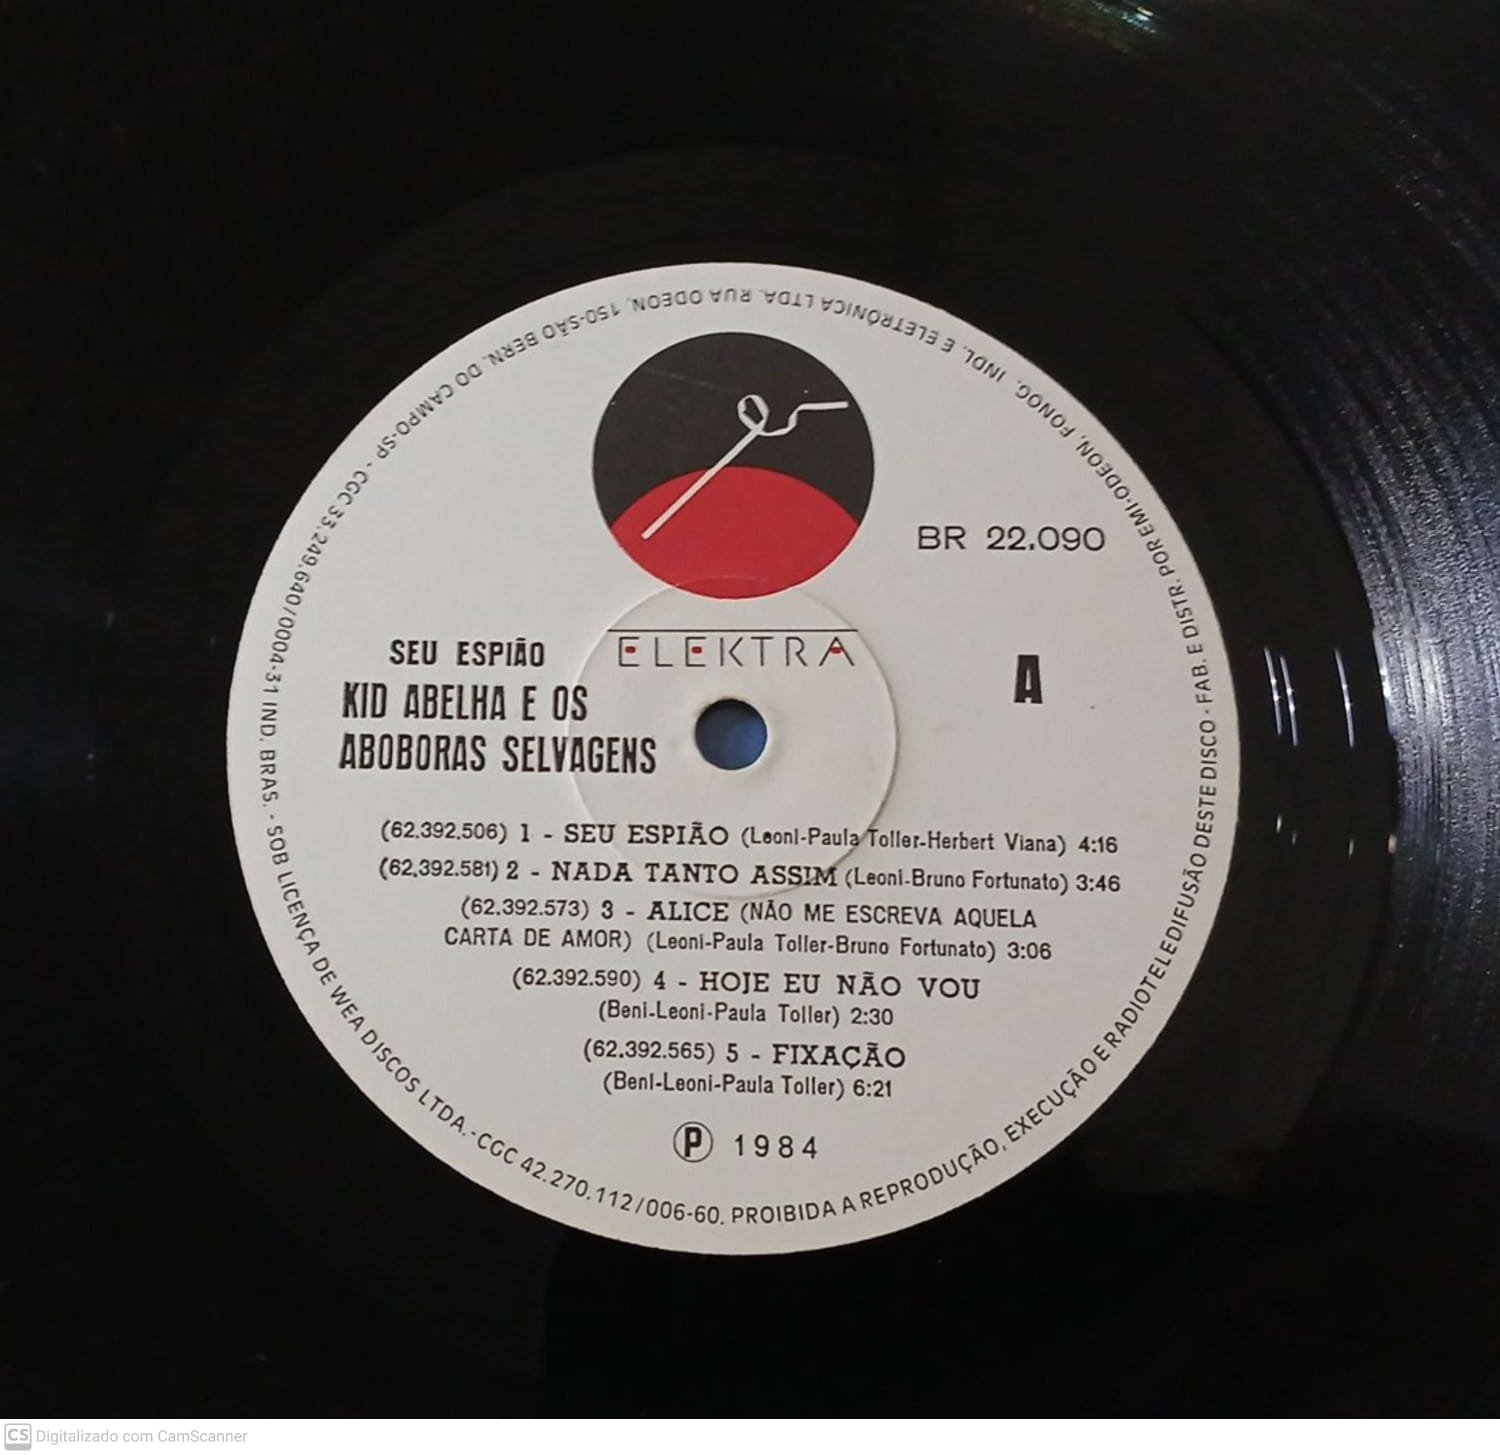 BR 22.090
ELEKTRA
A
SEU ESPIÃO
KID ABELHA E OS
ABOBORAS SELVAGENS
(62.392.506) 1 - SEU ESPIÃO (Leoni-Paula Toller-Herbert Viana) 4:16
(62.392.581) 2 - NADA TANTO ASSIM (Leoni-Bruno Fortunato) 3:46
(62.392.573) 3 - ALICE (NÃO ME ESCREVA AQUELA
CARTA DE AMOR) (Leoni-Paula Toller-Bruno Fortunato) 3:06
(62.392.590) 4 - HOJE EU NÃO VOU
(Beni-Leoni-Paula Toller) 2:30
(62.392.565) 5 - FIXAÇÃO
(Beni-Leoni-Paula Toller) 6:21
Ⓟ 1984
FAB. E DISTR. POR EMI-ODEON, FONOG. INDL. E ELETRÔNICA LTDA. RUA ODEON, 150-SÃO BERN. DO CAMPO-SP - CGC 33.249.640/0004-31 IND. BRAS. - SOB LICENÇA DE WEA DISCOS LTDA. - CGC 42.270.112/006-60. PROIBIDA A REPRODUÇÃO, EXECUÇÃO E RADIOTELEDIFUSÃO DESTE DISCO -
CS Digitalizado com CamScanner